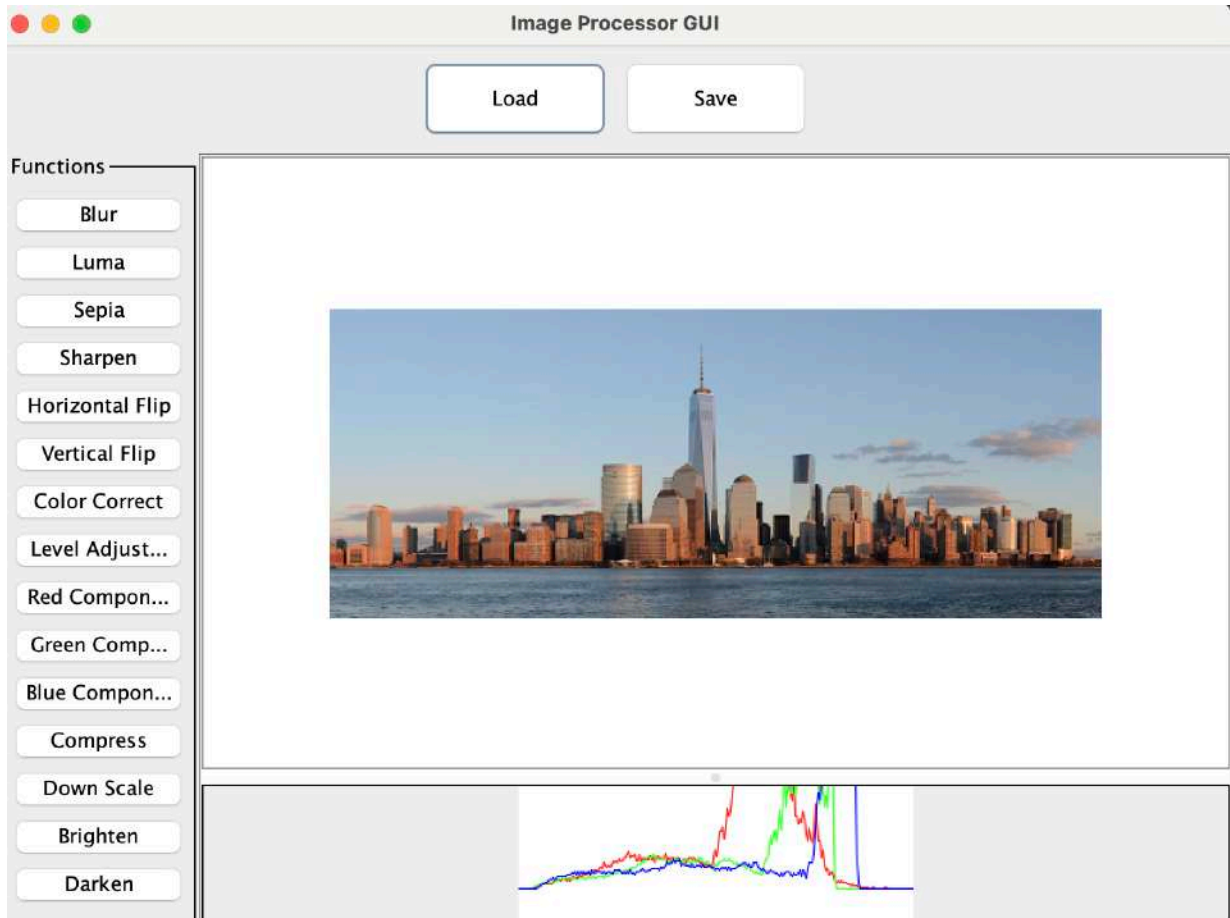 Image Processor GUI
Load
Save
Functions
Blur
Luma
Sepia
Sharpen
Horizontal Flip
Vertical Flip
Color Correct
Level Adjust...
Red Compon...
Green Comp...
Blue Compon...
Compress
Down Scale
Brighten
Darken